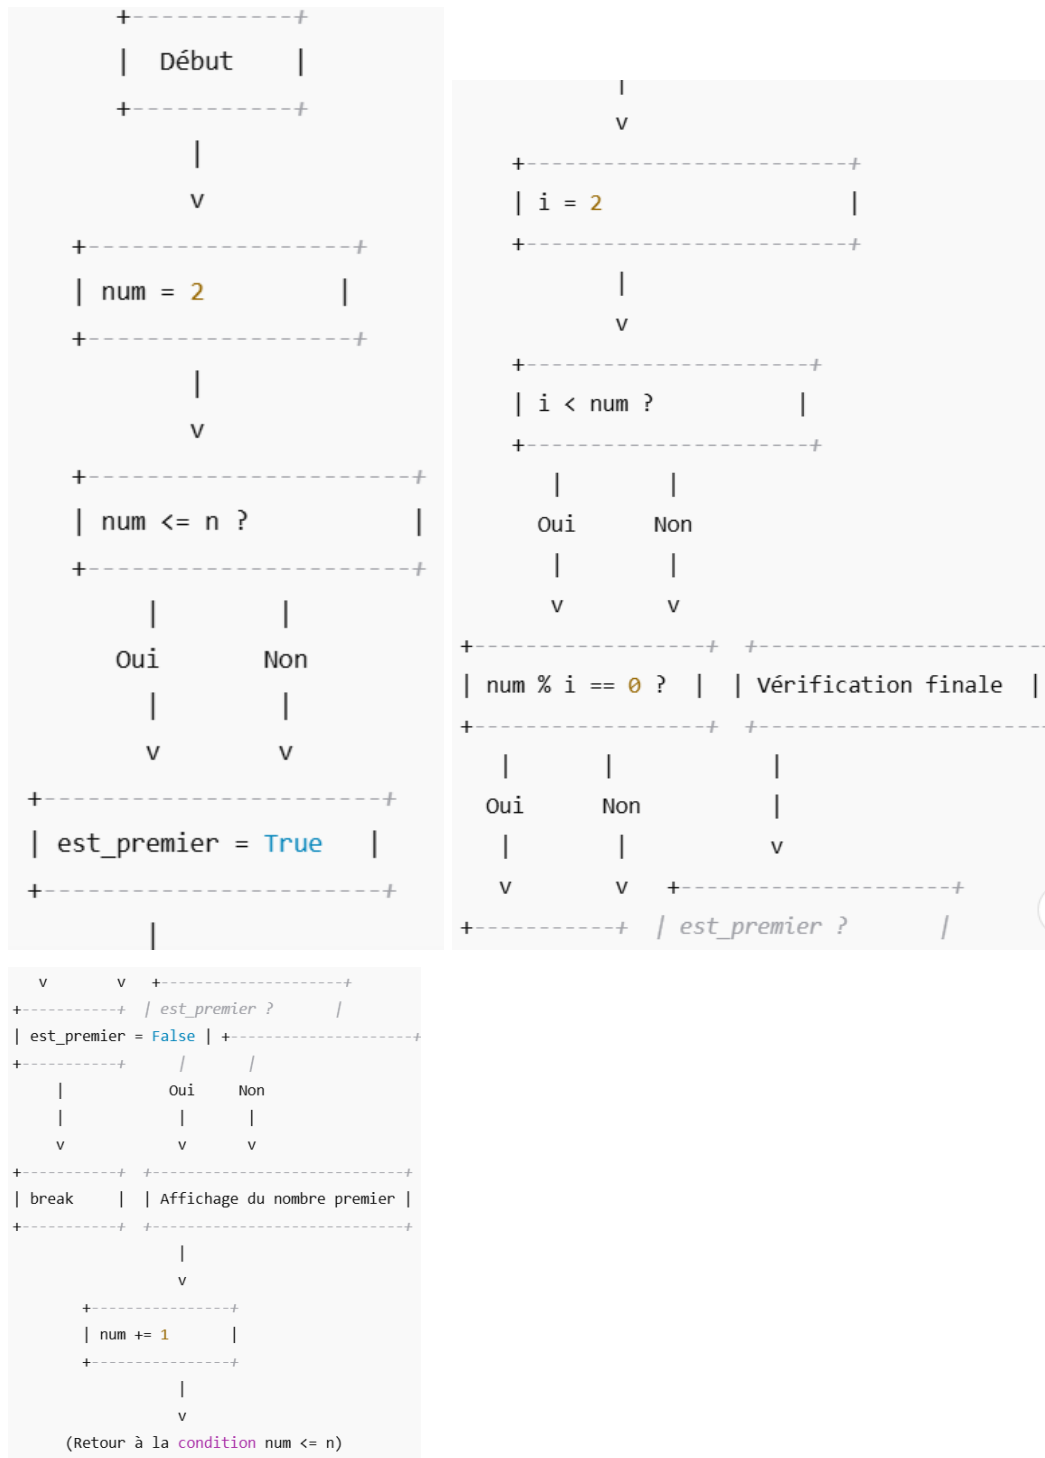 Début
num = 2
num <= n ?
Oui Non
est_premier = True
i = 2
i < num ?
Oui Non
num % i == 0 ? Vérification finale
Oui Non
est_premier ?
est_premier ?
est_premier = False
Oui Non
break Affichage du nombre premier
num += 1
(Retour à la condition num <= n)